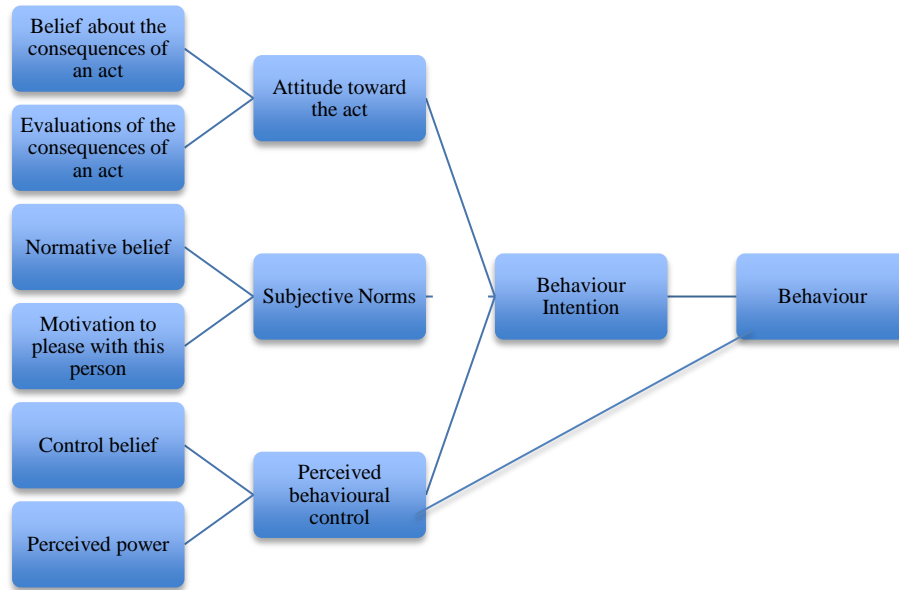 Belief about the
consequences of
an act
Evaluations of the
consequences of
an act
Normative belief
Motivation to
please with this
person
Control belief
Perceived power
Attitude toward
the act
Subjective Norms
Perceived
behavioural
control
Behaviour
Intention
Behaviour